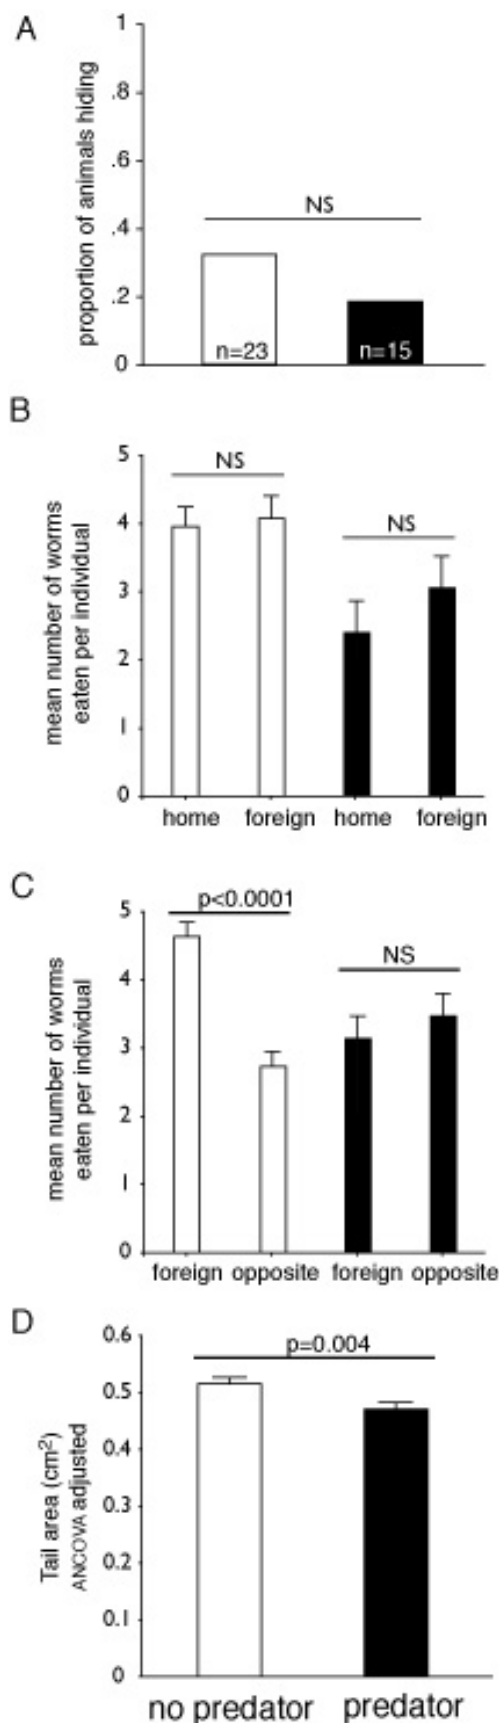 A
proportion of animals hiding
1
.8
.6
.4
.2
0
NS
n=23
n=15
B
mean number of worms
eaten per individual
5
4
3
2
1
0
NS
NS
home foreign home foreign
C
mean number of worms
eaten per individual
5
4
3
2
1
0
p<0.0001
NS
foreign opposite foreign opposite
D
Tail area (cm²)
ANCOVA adjusted
0.6
0.5
0.4
0.3
0.2
0.1
0
p=0.004
no predator predator